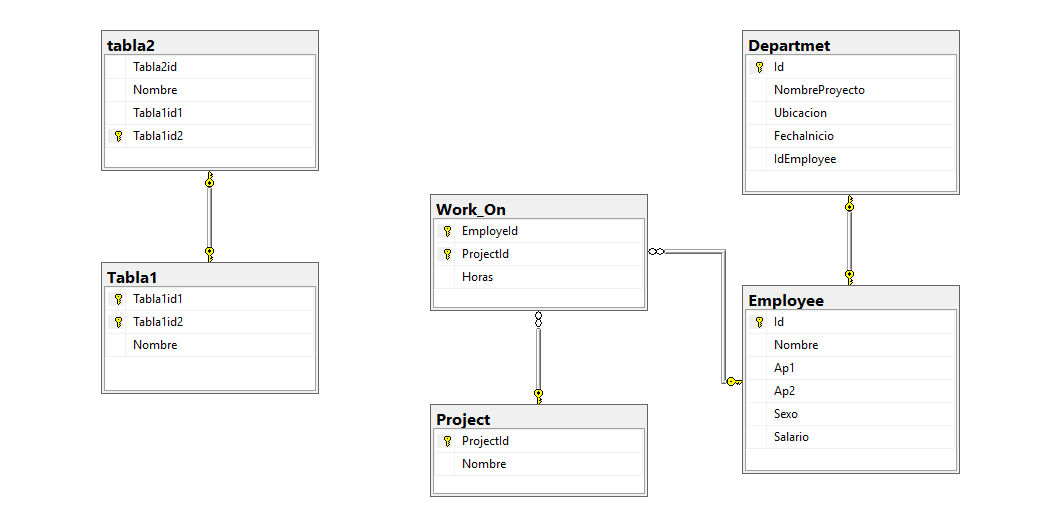 tabla2
Tabla2id
Nombre
Tabla1id1
Tabla1id2
Tabla1
Tabla1id1
Tabla1id2
Nombre
Work_On
EmployeId
ProjectId
Horas
Project
ProjectId
Nombre
Departmet
Id
NombreProyecto
Ubicacion
FechaInicio
IdEmployee
Employee
Id
Nombre
Ap1
Ap2
Sexo
Salario